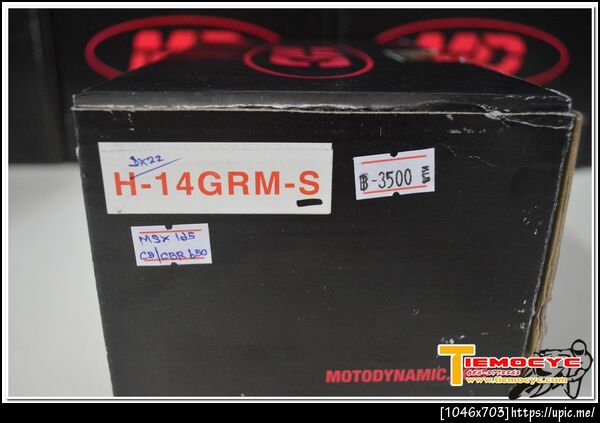 DX22
H-14GRM-S
฿-3500
MSX 125
CB/CBR 650
MOTODYNAMIC
TIEMOCYC
www.tiemocyc.com
[1046x703]https://upic.me/